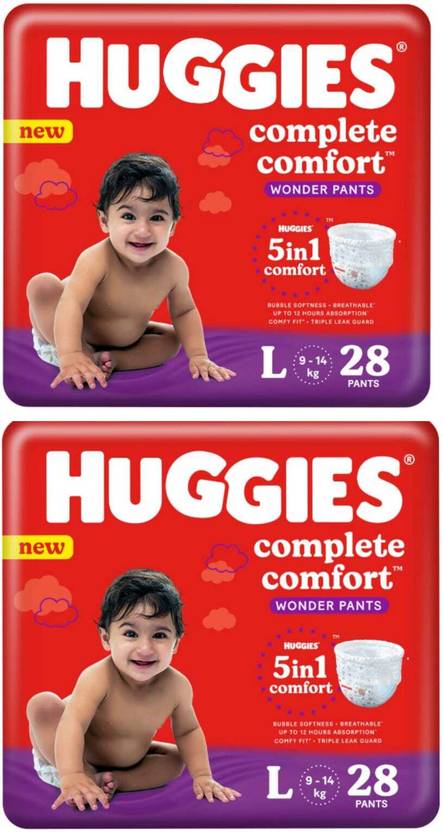 HUGGIES®
new
complete
comfort™
WONDER PANTS
HUGGIES ™
5in1
comfort
BUBBLE SOFTNESS • BREATHABLE*
UP TO 12 HOURS ABSORPTION*
COMFY FIT* • TRIPLE LEAK GUARD
L 9-14 kg 28
PANTS
HUGGIES®
new
complete
comfort™
WONDER PANTS
HUGGIES ™
5in1
comfort
BUBBLE SOFTNESS • BREATHABLE*
UP TO 12 HOURS ABSORPTION*
COMFY FIT* • TRIPLE LEAK GUARD
L 9-14 kg 28
PANTS